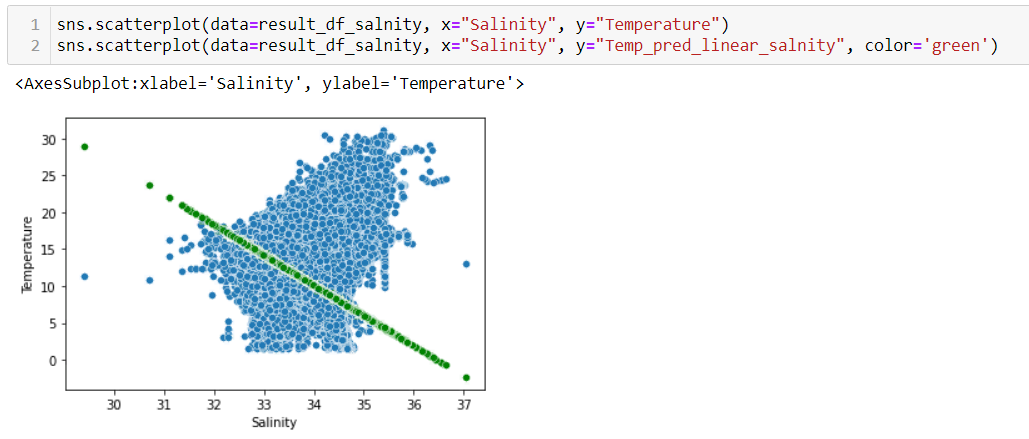 1 sns.scatterplot(data=result_df_salnity, x="Salinity", y="Temperature")
2 sns.scatterplot(data=result_df_salnity, x="Salinity", y="Temp_pred_linear_salnity", color='green')
<AxesSubplot:xlabel='Salinity', ylabel='Temperature'>
30
25
20
15
10
5
0
Temperature
30 31 32 33 34 35 36 37
Salinity